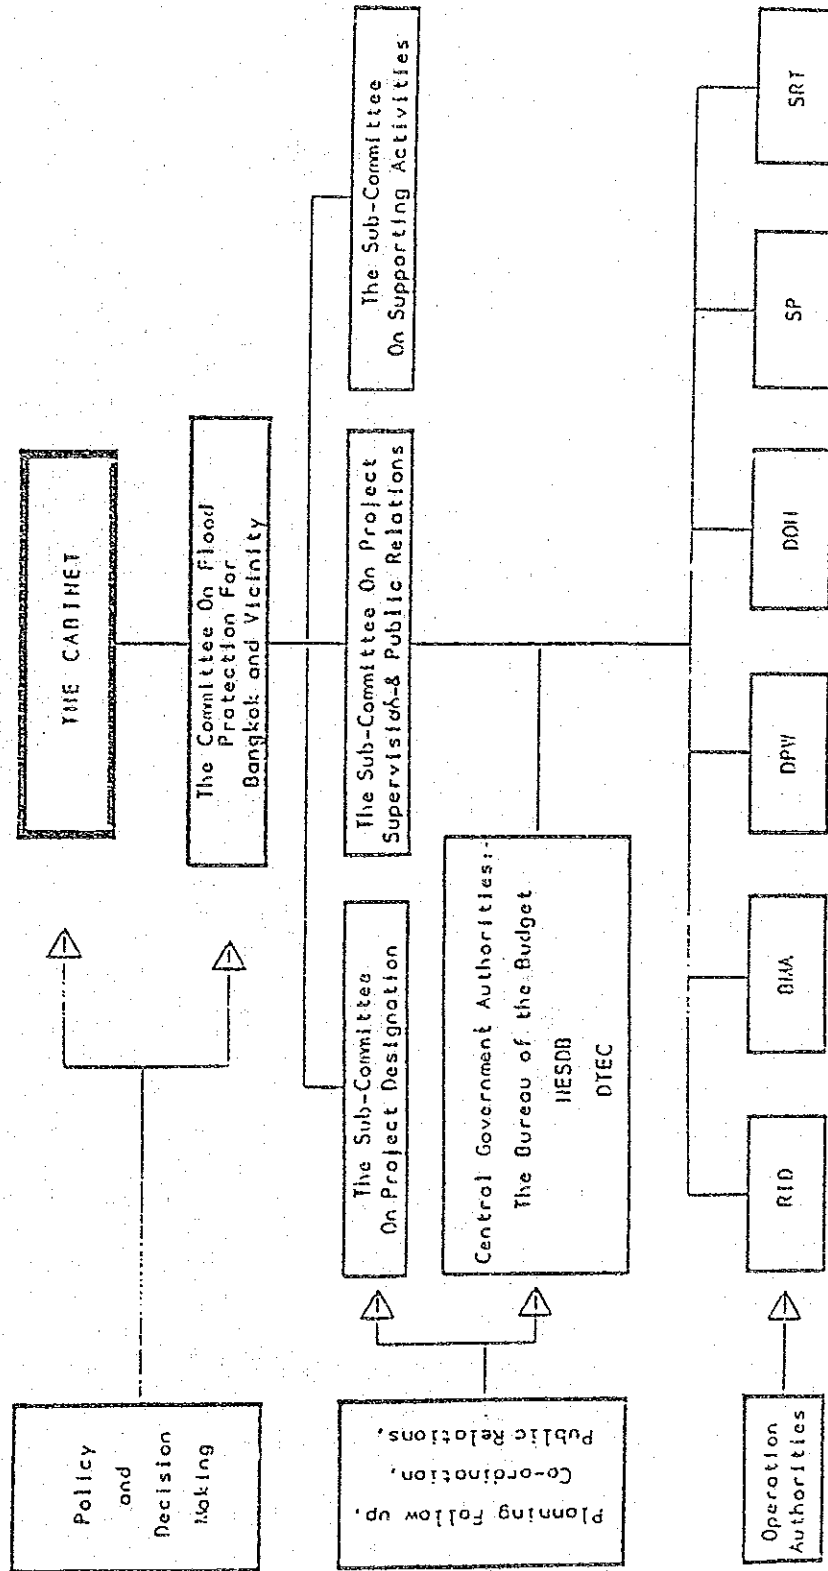 THE CABINET
The Committee On Flood
Protection For
Bangkok and Vicinity
Policy
and
Decision
Making
The Sub-Committee
On Project Designation
The Sub-Committee On Project
Supervision-& Public Relations
The Sub-Committee
On Supporting Activities
Planning Follow up,
Co-ordination,
Public Relations,
Central Government Authorities:-
The Bureau of the Budget
NESDB
DTEC
Operation
Authorities
RID
BMA
DPW
DOH
SP
SRT